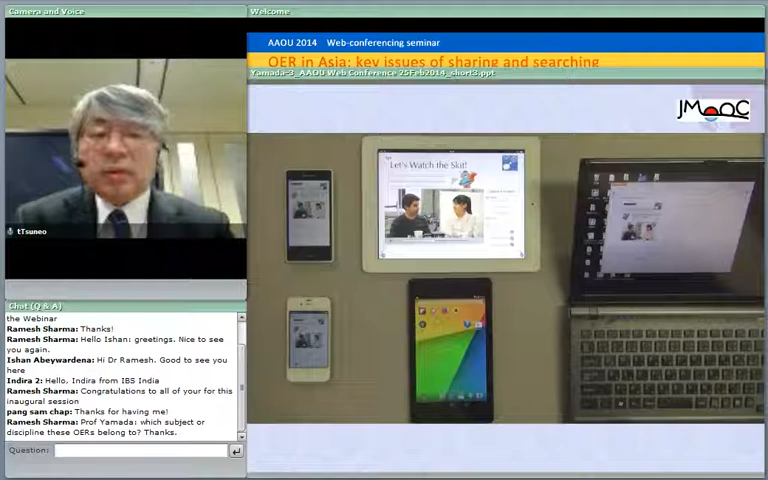 Camera and Voice
Welcome
AAOU 2014 Web-conferencing seminar
OER in Asia: key issues of sharing and searching
Yamada-3_AAOU Web Conference 25Feb2014_short3.ppt
JMOOC
Let's Watch the Skit!
tTsuneo
Chat (Q & A)
the Webinar
Ramesh Sharma: Thanks!
Ramesh Sharma: Hello Ishan: greetings. Nice to see
you again.
Ishan Abeywardena: Hi Dr Ramesh. Good to see you
here
Indira 2: Hello, Indira from IBS India
Ramesh Sharma: Congratulations to all of your for this
inaugural session
pang sam chap: Thanks for having me!
Ramesh Sharma: Prof Yamada: which subject or
discipline these OERs belong to? Thanks.
Question: